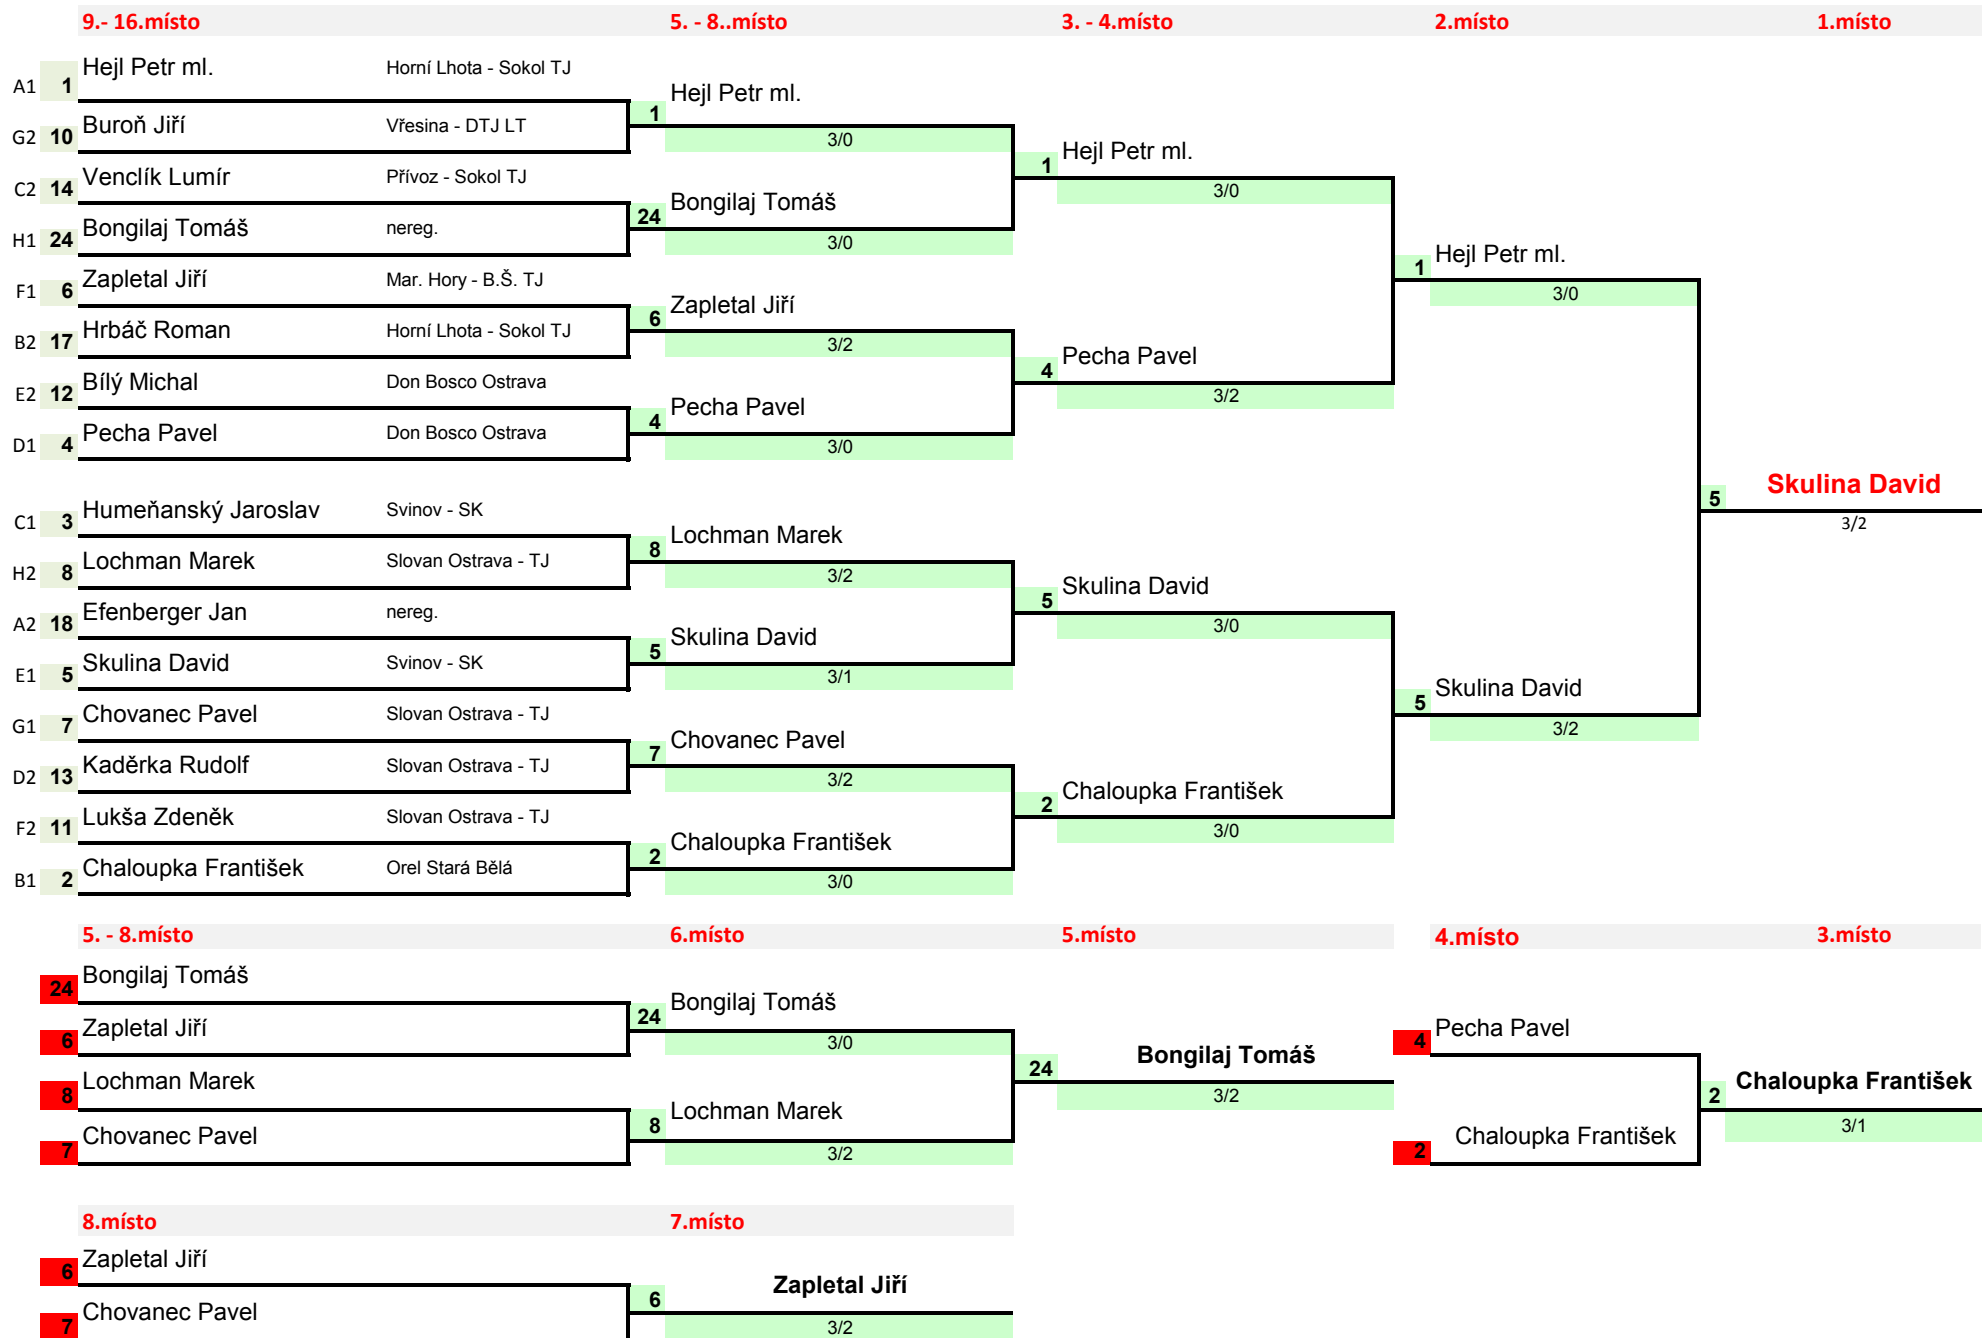 9.- 16.místo 5. - 8..místo 3. - 4.místo 2.místo 1.místo
A1 1 Hejl Petr ml. Horní Lhota - Sokol TJ
1 Hejl Petr ml.
G2 10 Buroň Jiří Vřesina - DTJ LT
3/0
1 Hejl Petr ml.
C2 14 Venclík Lumír Přívoz - Sokol TJ
3/0
24 Bongilaj Tomáš
H1 24 Bongilaj Tomáš nereg.
3/0
1 Hejl Petr ml.
F1 6 Zapletal Jiří Mar. Hory - B.Š. TJ
3/0
6 Zapletal Jiří
B2 17 Hrbáč Roman Horní Lhota - Sokol TJ
3/2
4 Pecha Pavel
E2 12 Bílý Michal Don Bosco Ostrava
3/2
4 Pecha Pavel
D1 4 Pecha Pavel Don Bosco Ostrava
3/0
5 Skulina David
3/2
C1 3 Humeňanský Jaroslav Svinov - SK
8 Lochman Marek
H2 8 Lochman Marek Slovan Ostrava - TJ
3/2
5 Skulina David
A2 18 Efenberger Jan nereg.
3/0
5 Skulina David
E1 5 Skulina David Svinov - SK
3/1
5 Skulina David
G1 7 Chovanec Pavel Slovan Ostrava - TJ
3/2
7 Chovanec Pavel
D2 13 Kaděrka Rudolf Slovan Ostrava - TJ
3/2
2 Chaloupka František
F2 11 Lukša Zdeněk Slovan Ostrava - TJ
3/0
2 Chaloupka František
B1 2 Chaloupka František Orel Stará Bělá
3/0
5. - 8.místo 6.místo 5.místo 4.místo 3.místo
24 Bongilaj Tomáš
24 Bongilaj Tomáš
6 Zapletal Jiří
3/0
4 Pecha Pavel
24 Bongilaj Tomáš
3/2
8 Lochman Marek
2 Chaloupka František
3/1
8 Lochman Marek
7 Chovanec Pavel
3/2
2 Chaloupka František
8.místo 7.místo
6 Zapletal Jiří
6 Zapletal Jiří
7 Chovanec Pavel
3/2